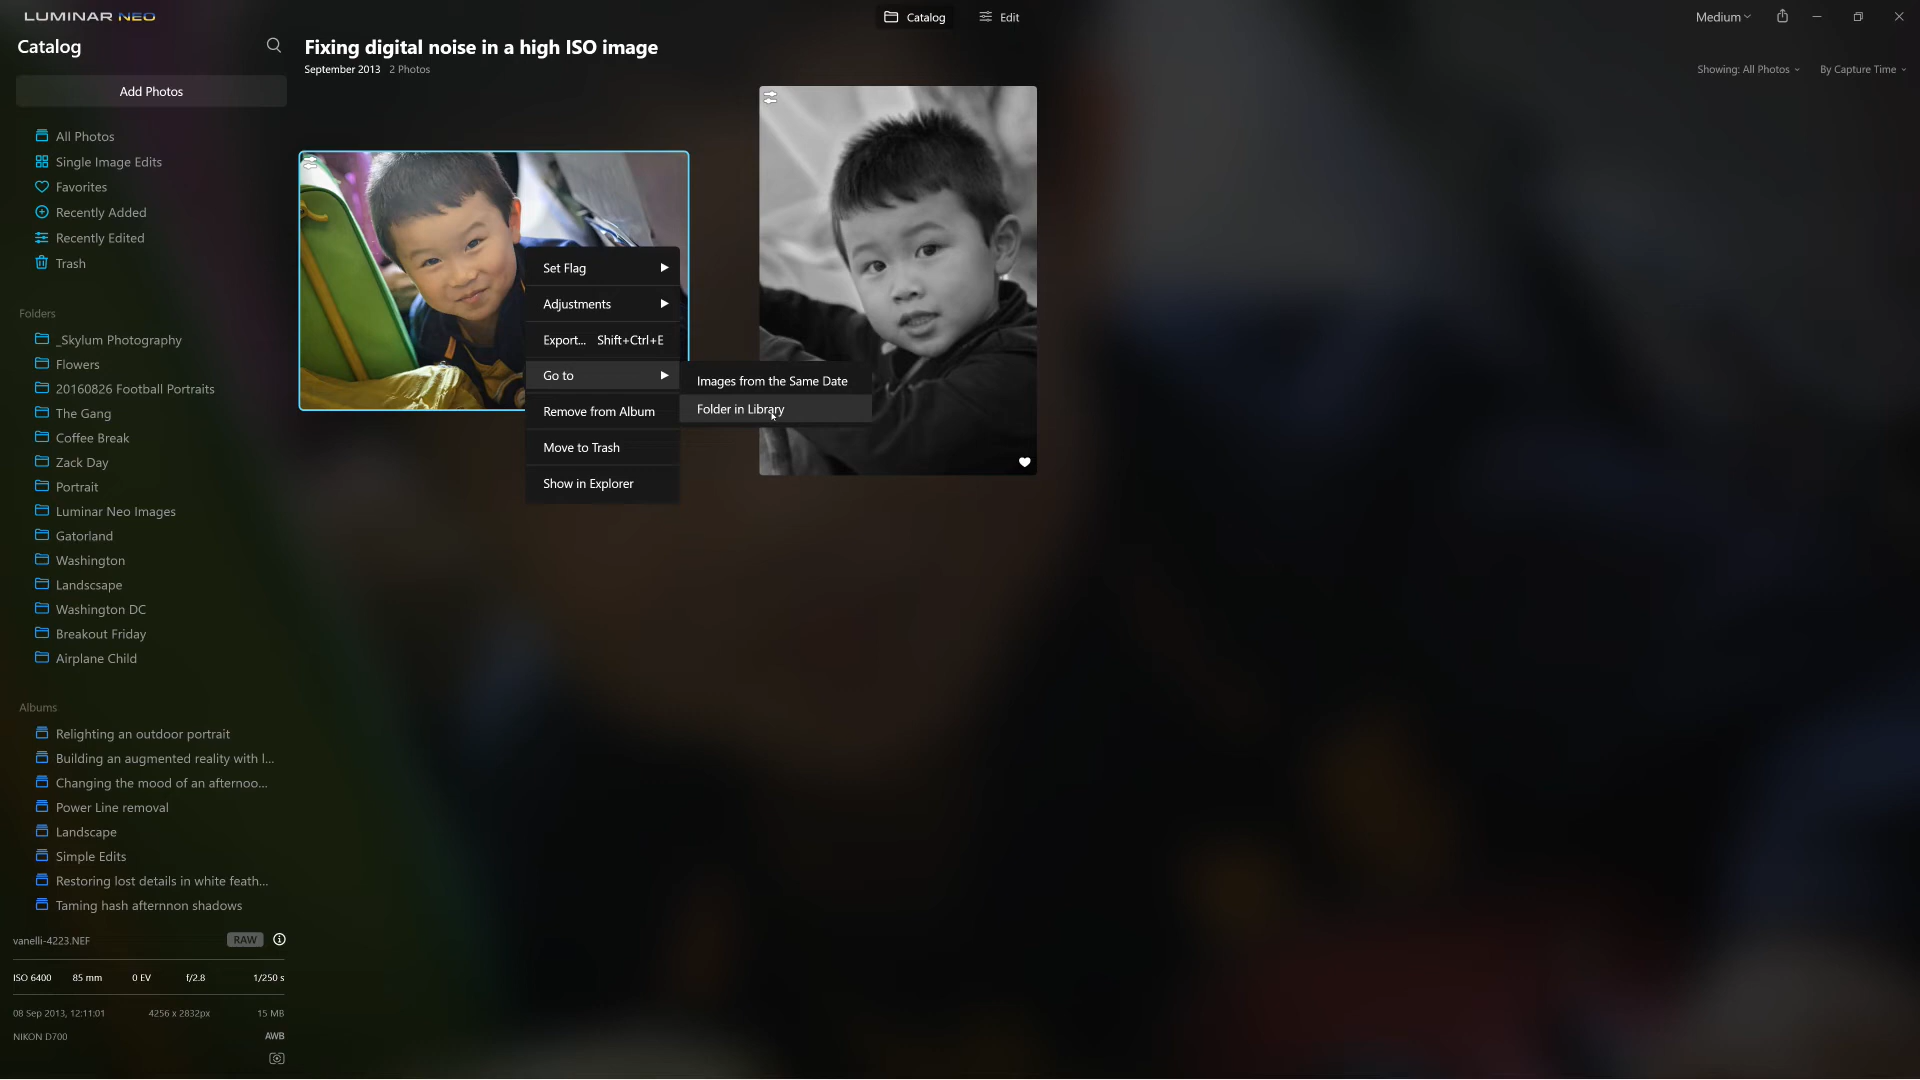 LUMINAR NEO
Catalog
Edit
Medium
Catalog
Fixing digital noise in a high ISO image
September 2013 2 Photos
Showing: All Photos
By Capture Time
Add Photos
All Photos
Single Image Edits
Favorites
Recently Added
Recently Edited
Trash
Folders
_Skylum Photography
Flowers
20160826 Football Portraits
The Gang
Coffee Break
Zack Day
Portrait
Luminar Neo Images
Gatorland
Washington
Landscsape
Washington DC
Breakout Friday
Airplane Child
Albums
Relighting an outdoor portrait
Building an augmented reality with l...
Changing the mood of an afternoo...
Power Line removal
Landscape
Simple Edits
Restoring lost details in white feath...
Taming hash afternnon shadows
vanelli-4223.NEF RAW
ISO 6400 85 mm 0 EV f/2.8 1/250 s
08 Sep 2013, 12:11:01 4256 x 2832px 15 MB
NIKON D700 AWB
Set Flag
Adjustments
Export... Shift+Ctrl+E
Go to
Remove from Album
Move to Trash
Show in Explorer
Images from the Same Date
Folder in Library